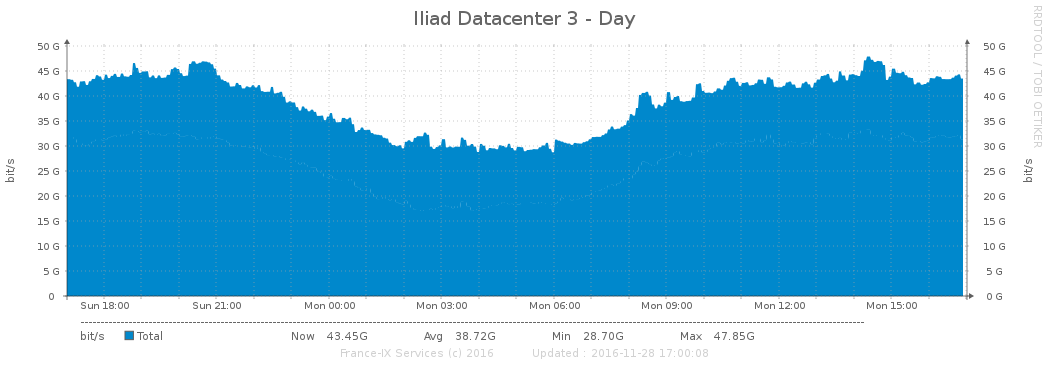 Iliad Datacenter 3 - Day
RRDTOOL / TOBI OETIKER
50 G 50 G
45 G 45 G
40 G 40 G
35 G 35 G
30 G 30 G
25 G 25 G
20 G 20 G
15 G 15 G
10 G 10 G
5 G 5 G
0 0 G
bit/s bit/s
Sun 18:00 Sun 21:00 Mon 00:00 Mon 03:00 Mon 06:00 Mon 09:00 Mon 12:00 Mon 15:00
bit/s Total Now 43.45G Avg 38.72G Min 28.70G Max 47.85G
France-IX Services (c) 2016 Updated : 2016-11-28 17:00:08